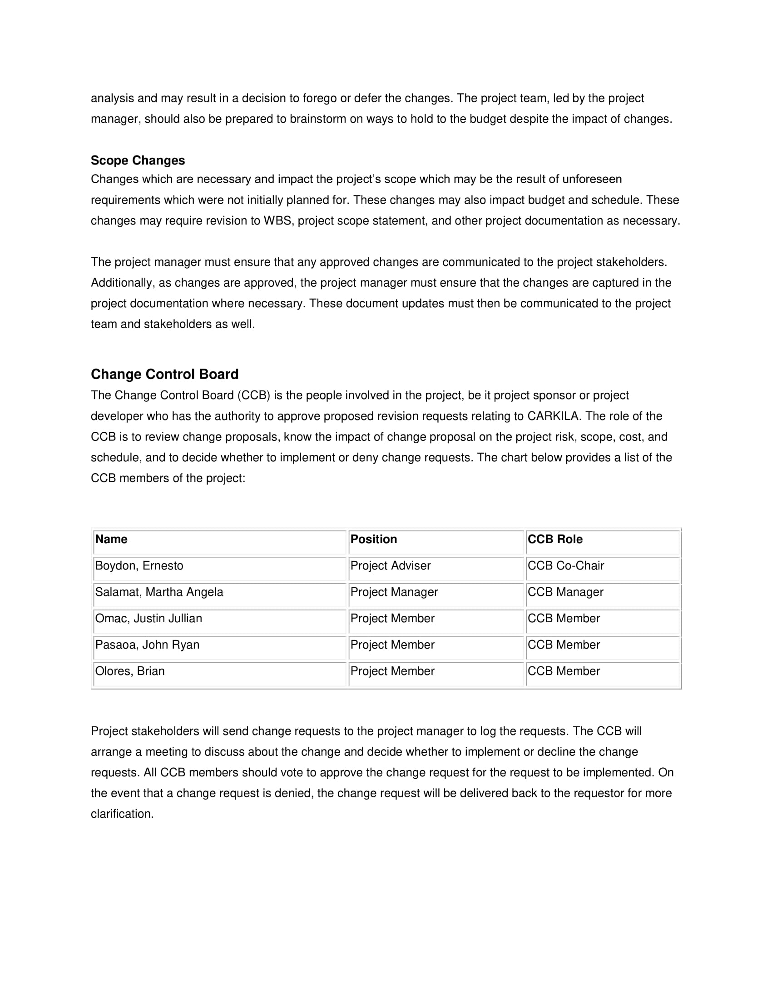 analysis and may result in a decision to forego or defer the changes. The project team, led by the project
manager, should also be prepared to brainstorm on ways to hold to the budget despite the impact of changes.
Scope Changes
Changes which are necessary and impact the project’s scope which may be the result of unforeseen
requirements which were not initially planned for. These changes may also impact budget and schedule. These
changes may require revision to WBS, project scope statement, and other project documentation as necessary.
The project manager must ensure that any approved changes are communicated to the project stakeholders.
Additionally, as changes are approved, the project manager must ensure that the changes are captured in the
project documentation where necessary. These document updates must then be communicated to the project
team and stakeholders as well.
Change Control Board
The Change Control Board (CCB) is the people involved in the project, be it project sponsor or project
developer who has the authority to approve proposed revision requests relating to CARKILA. The role of the
CCB is to review change proposals, know the impact of change proposal on the project risk, scope, cost, and
schedule, and to decide whether to implement or deny change requests. The chart below provides a list of the
CCB members of the project:
Name Position CCB Role
Boydon, Ernesto Project Adviser CCB Co-Chair
Salamat, Martha Angela Project Manager CCB Manager
Omac, Justin Jullian Project Member CCB Member
Pasaoa, John Ryan Project Member CCB Member
Olores, Brian Project Member CCB Member
Project stakeholders will send change requests to the project manager to log the requests. The CCB will
arrange a meeting to discuss about the change and decide whether to implement or decline the change
requests. All CCB members should vote to approve the change request for the request to be implemented. On
the event that a change request is denied, the change request will be delivered back to the requestor for more
clarification.